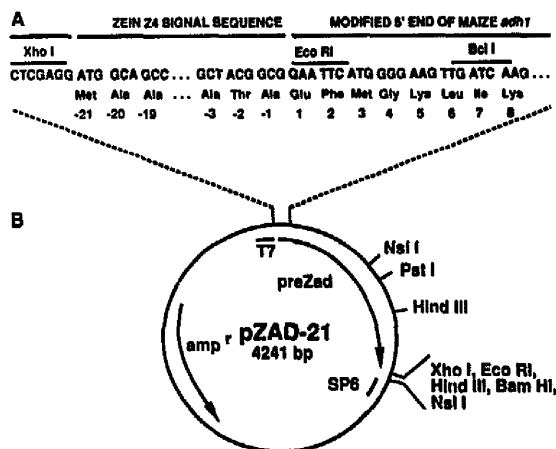 A
ZEIN 24 SIGNAL SEQUENCE MODIFIED 5' END OF MAIZE adh1
Xho I Eco RI Bcl I
CTCGAGG ATG GCA GCC ... GCT ACG GCG GAA TTC ATG GGG AAG TTG ATC AAG ...
Met Ala Ala ... Ala Thr Ala Glu Phe Met Gly Lys Leu Ile Lys
-21 -20 -19 -3 -2 -1 1 2 3 4 5 6 7 8
B
T7
Nsi I
preZad
Pst I
Hind III
amp r pZAD-21
4241 bp
SP6
Xho I, Eco RI,
Hind III, Bam HI,
Nsi I